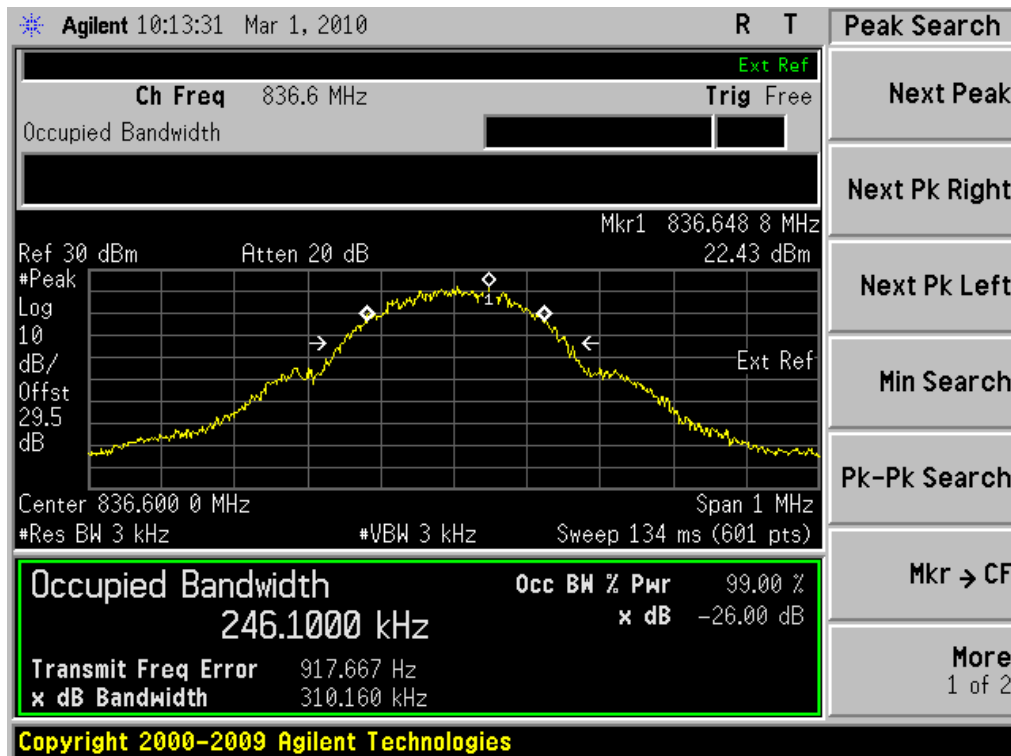 Agilent 10:13:31 Mar 1, 2010 R T
Peak Search
Ext Ref
Ch Freq 836.6 MHz Trig Free
Occupied Bandwidth
Mkr1 836.648 8 MHz
Ref 30 dBm Atten 20 dB 22.43 dBm
#Peak
Log
10
dB/
Offst
29.5
dB
1
Ext Ref
Center 836.600 0 MHz Span 1 MHz
#Res BW 3 kHz #VBW 3 kHz Sweep 134 ms (601 pts)
Occupied Bandwidth
246.1000 kHz
Occ BW % Pwr 99.00 %
x dB -26.00 dB
Transmit Freq Error 917.667 Hz
x dB Bandwidth 310.160 kHz
Next Peak
Next Pk Right
Next Pk Left
Min Search
Pk-Pk Search
Mkr → CF
More
1 of 2
Copyright 2000-2009 Agilent Technologies